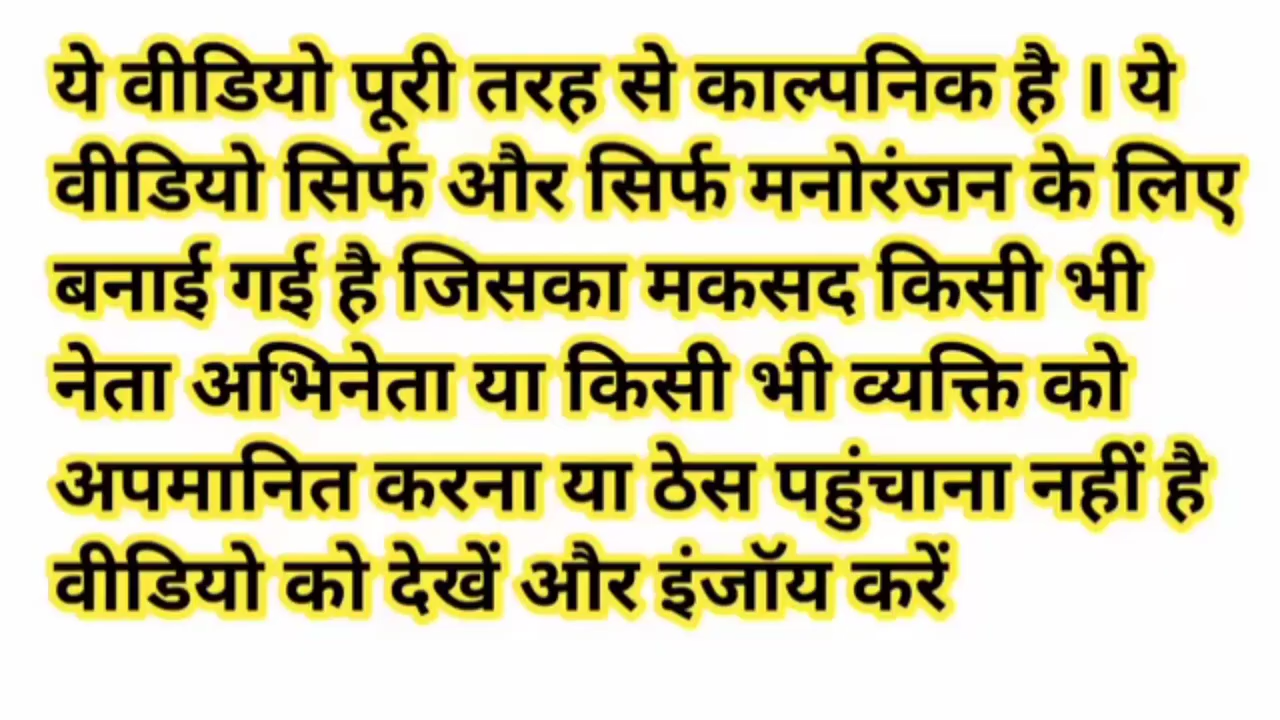 ये वीडियो पूरी तरह से काल्पनिक है । ये
वीडियो सिर्फ और सिर्फ मनोरंजन के लिए
बनाई गई है जिसका मकसद किसी भी
नेता अभिनेता या किसी भी व्यक्ति को
अपमानित करना या ठेस पहुंचाना नहीं है
वीडियो को देखें और इंजॉय करें